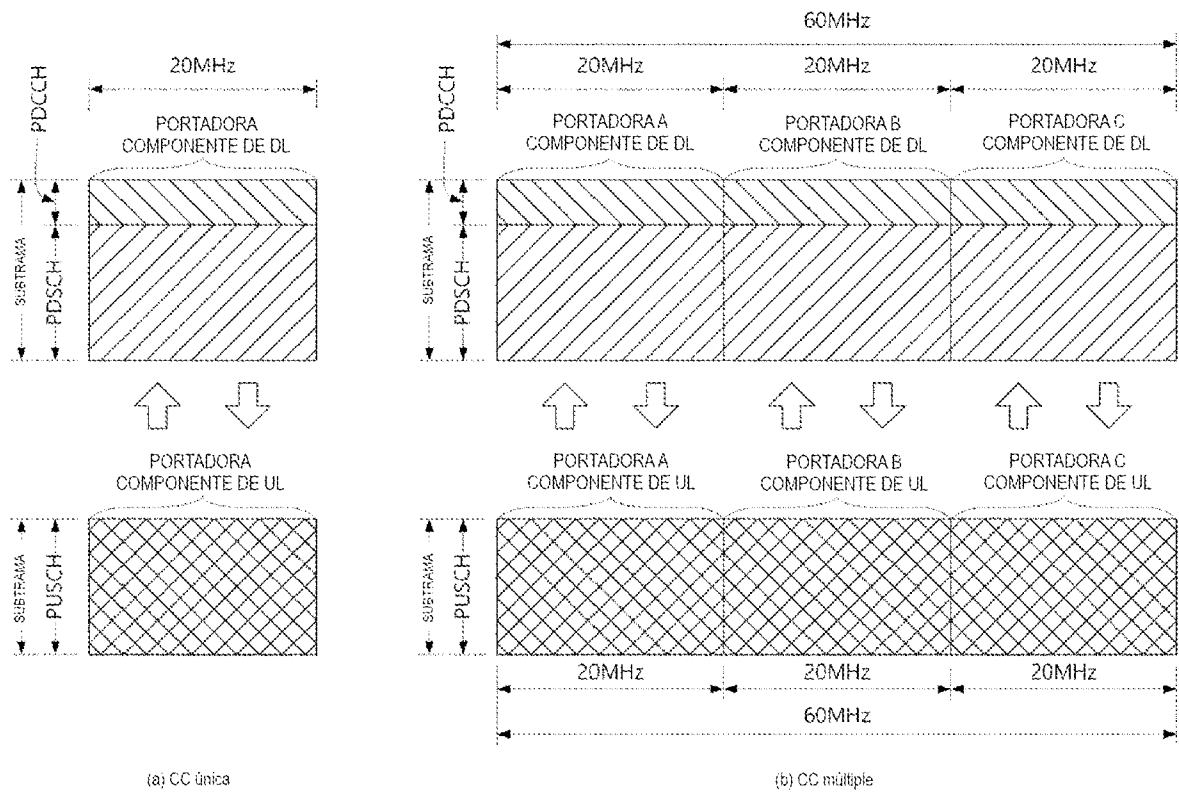 20MHz
PDCCH
PORTADORA
COMPONENTE DE DL
SUBTRAMA
PDSCH
PORTADORA
COMPONENTE DE UL
SUBTRAMA
PUSCH
(a) CC única
60MHz
20MHz
20MHz
20MHz
PDCCH
PORTADORA A
COMPONENTE DE DL
PORTADORA B
COMPONENTE DE DL
PORTADORA C
COMPONENTE DE DL
SUBTRAMA
PDSCH
PORTADORA A
COMPONENTE DE UL
PORTADORA B
COMPONENTE DE UL
PORTADORA C
COMPONENTE DE UL
SUBTRAMA
PUSCH
20MHz
20MHz
20MHz
60MHz
(b) CC múltiple